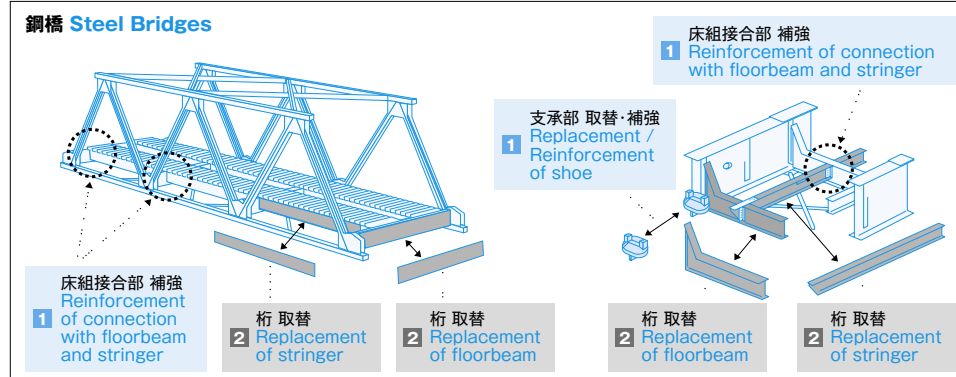 鋼橋 Steel Bridges
床組接合部 補強
1 Reinforcement of connection
with floorbeam and stringer
支承部 取替・補強
1 Replacement /
Reinforcement
of shoe
床組接合部 補強
1 Reinforcement
of connection
with floorbeam
and stringer
桁 取替
2 Replacement
of stringer
桁 取替
2 Replacement
of floorbeam
桁 取替
2 Replacement
of floorbeam
桁 取替
2 Replacement
of stringer